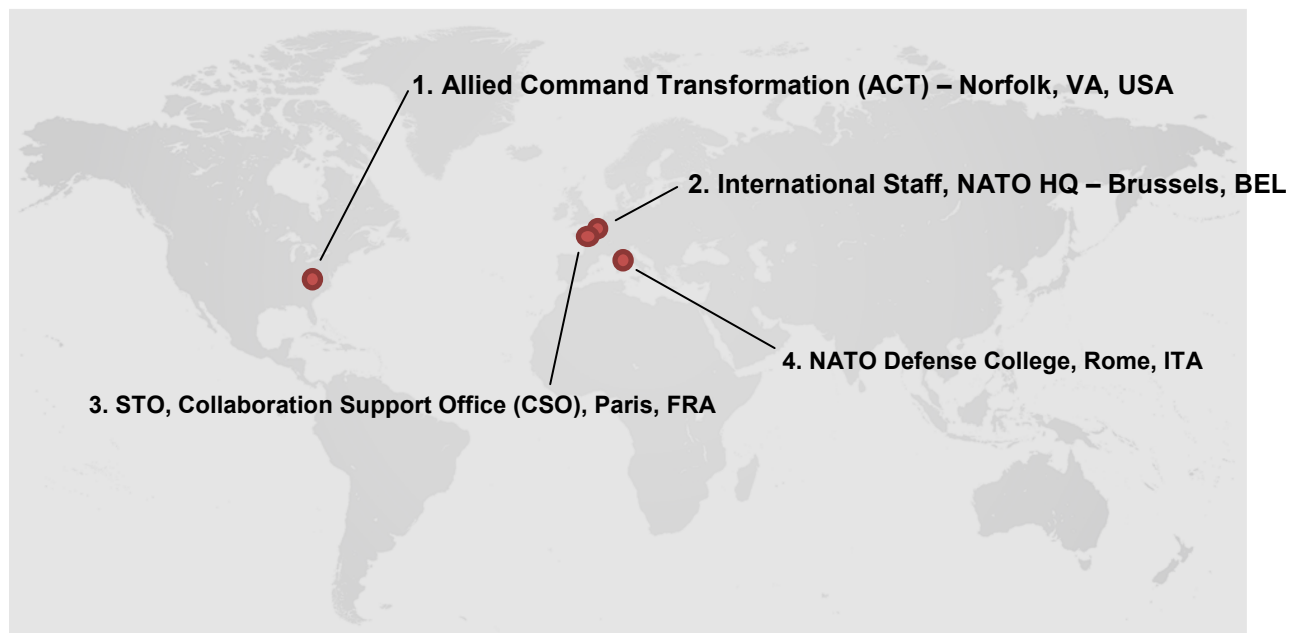 1. Allied Command Transformation (ACT) – Norfolk, VA, USA
2. International Staff, NATO HQ – Brussels, BEL
4. NATO Defense College, Rome, ITA
3. STO, Collaboration Support Office (CSO), Paris, FRA